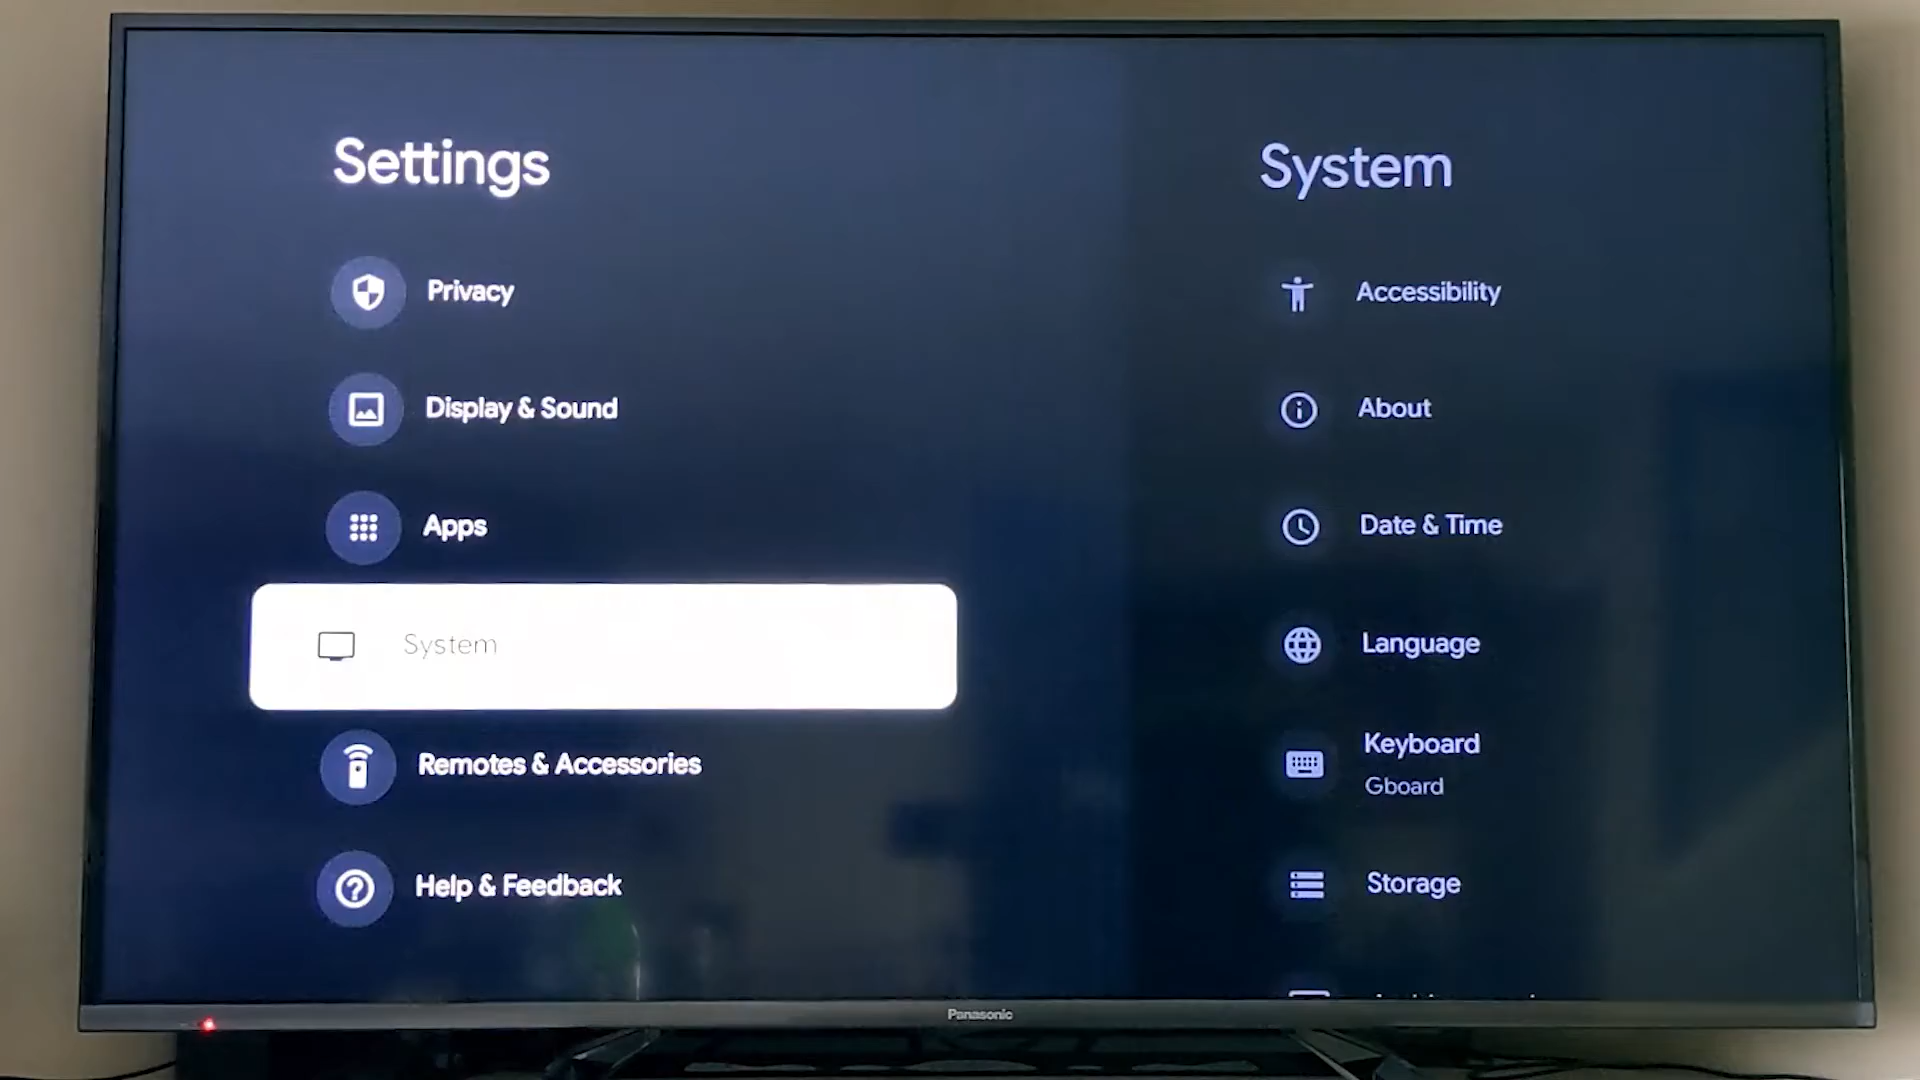 Settings
Privacy
Display & Sound
Apps
System
Remotes & Accessories
Help & Feedback
System
Accessibility
About
Date & Time
Language
Keyboard
Gboard
Storage
Panasonic